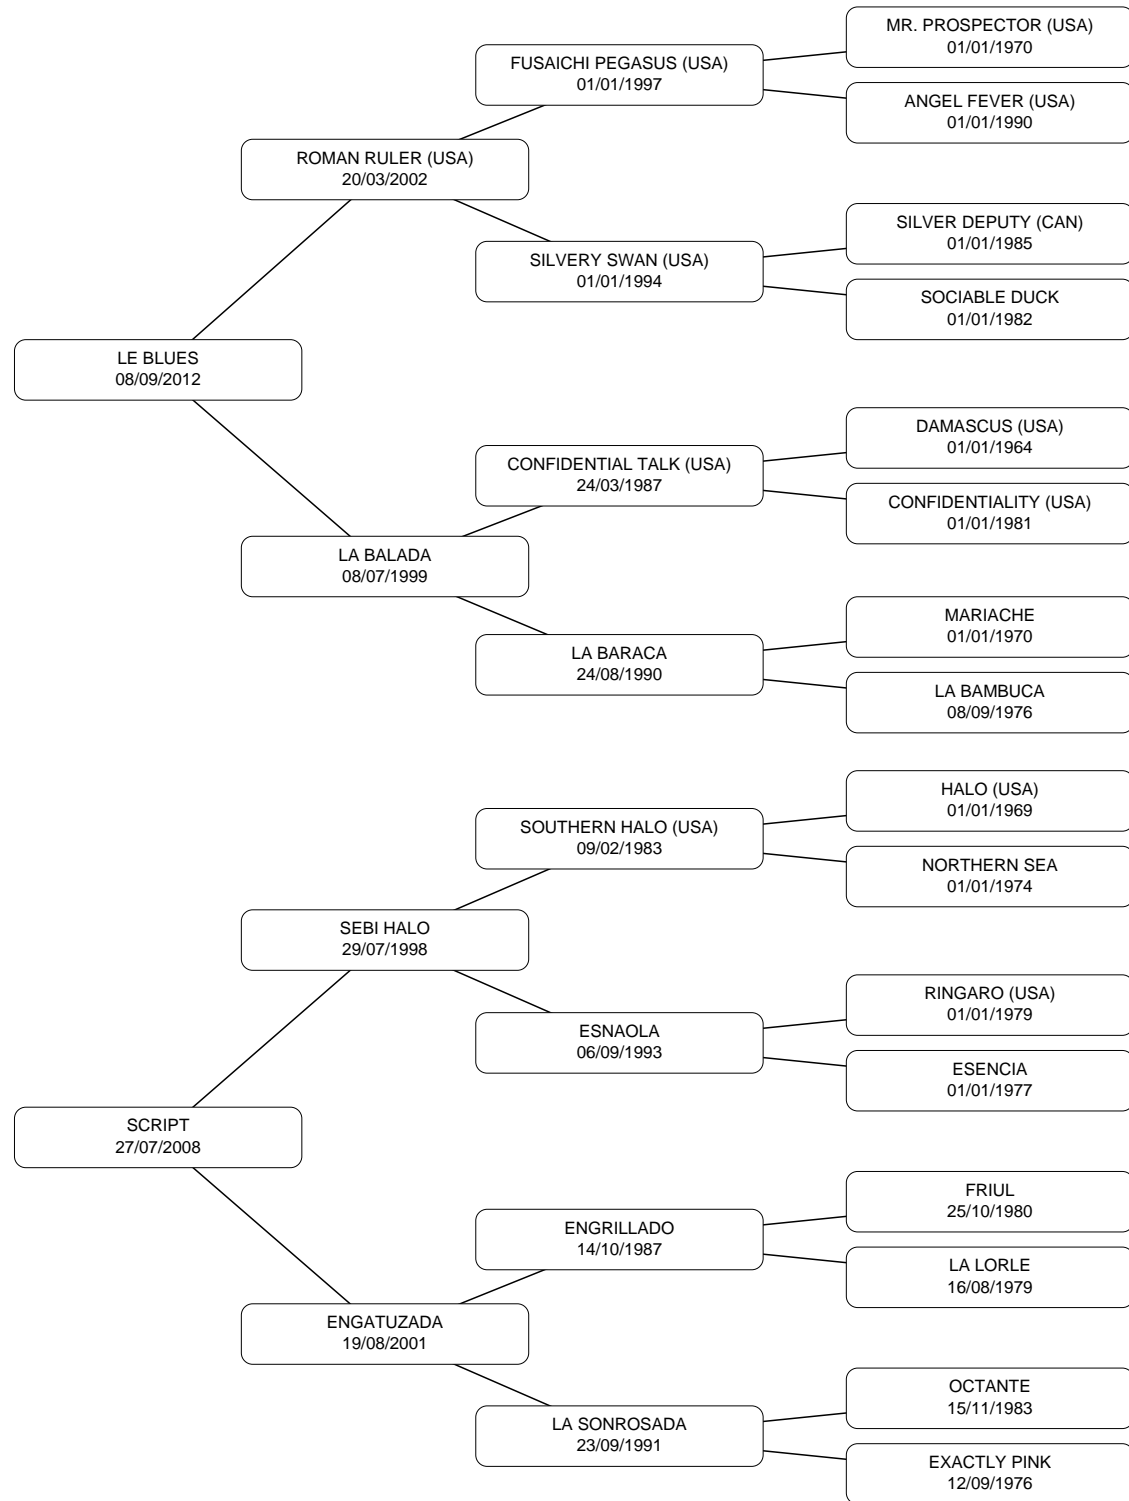 MR. PROSPECTOR (USA)
01/01/1970
FUSAICHI PEGASUS (USA)
01/01/1997
ANGEL FEVER (USA)
01/01/1990
ROMAN RULER (USA)
20/03/2002
SILVER DEPUTY (CAN)
01/01/1985
SILVERY SWAN (USA)
01/01/1994
SOCIABLE DUCK
01/01/1982
LE BLUES
08/09/2012
DAMASCUS (USA)
01/01/1964
CONFIDENTIAL TALK (USA)
24/03/1987
CONFIDENTIALITY (USA)
01/01/1981
LA BALADA
08/07/1999
MARIACHE
01/01/1970
LA BARACA
24/08/1990
LA BAMBUCA
08/09/1976
HALO (USA)
01/01/1969
SOUTHERN HALO (USA)
09/02/1983
NORTHERN SEA
01/01/1974
SEBI HALO
29/07/1998
RINGARO (USA)
01/01/1979
ESNAOLA
06/09/1993
ESENCIA
01/01/1977
SCRIPT
27/07/2008
FRIUL
25/10/1980
ENGRILLADO
14/10/1987
LA LORLE
16/08/1979
ENGATUZADA
19/08/2001
OCTANTE
15/11/1983
LA SONROSADA
23/09/1991
EXACTLY PINK
12/09/1976